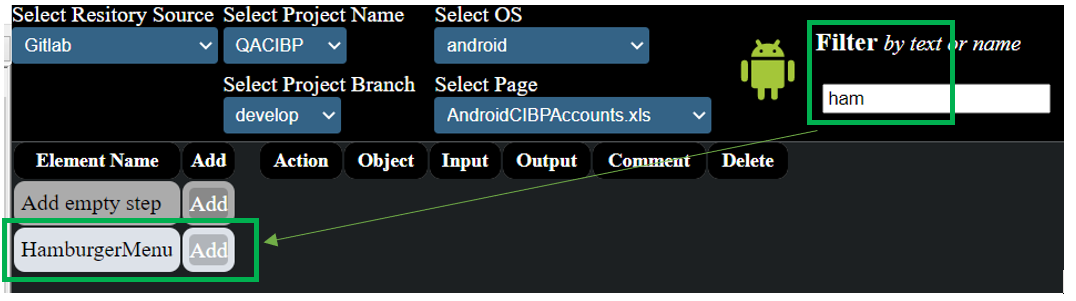 Select Resitory Source Select Project Name Select OS
Gitlab QACIBP android
Filter by text or name
Select Project Branch Select Page
ham
develop AndroidCIBPAccounts.xls
Element Name Add Action Object Input Output Comment Delete
Add empty step Add
HamburgerMenu Add